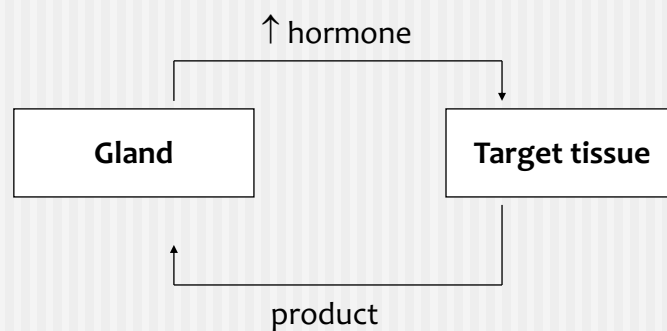 ↑ hormone
Gland
Target tissue
product